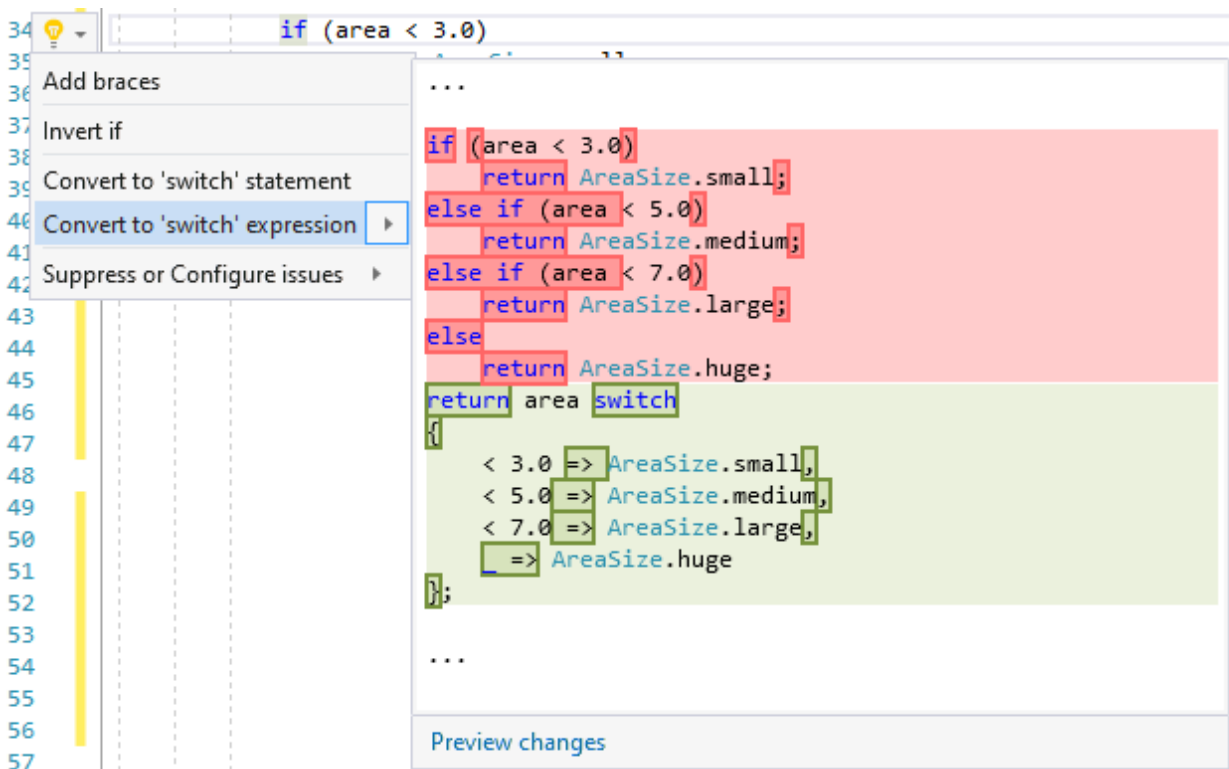 34
if (area < 3.0)
35
36
37
38
39
40
41
42
43
44
45
46
47
48
49
50
51
52
53
54
55
56
57
Add braces
Invert if
Convert to 'switch' statement
Convert to 'switch' expression
Suppress or Configure issues
...
if (area < 3.0)
return AreaSize.small;
else if (area < 5.0)
return AreaSize.medium;
else if (area < 7.0)
return AreaSize.large;
else
return AreaSize.huge;
return area switch
{
< 3.0 => AreaSize.small,
< 5.0 => AreaSize.medium,
< 7.0 => AreaSize.large,
_ => AreaSize.huge
};
...
Preview changes